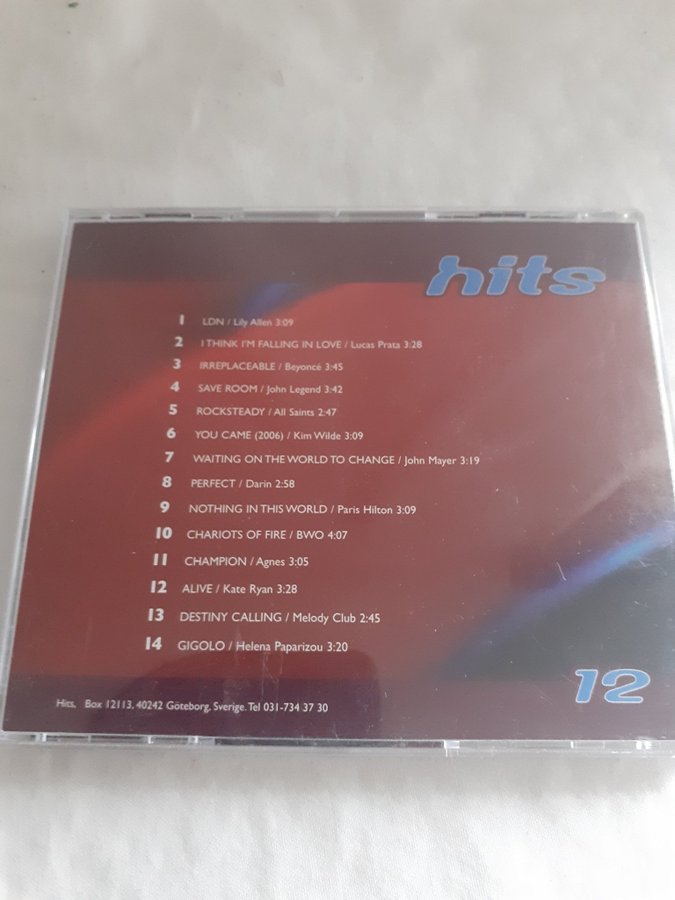 hits
1 LDN / Lily Allen 3:09
2 I THINK I'M FALLING IN LOVE / Lucas Prata 3:28
3 IRREPLACEABLE / Beyoncé 3:45
4 SAVE ROOM / John Legend 3:42
5 ROCKSTEADY / All Saints 2:47
6 YOU CAME (2006) / Kim Wilde 3:09
7 WAITING ON THE WORLD TO CHANGE / John Mayer 3:19
8 PERFECT / Darin 2:58
9 NOTHING IN THIS WORLD / Paris Hilton 3:09
10 CHARIOTS OF FIRE / BWO 4:07
11 CHAMPION / Agnes 3:05
12 ALIVE / Kate Ryan 3:28
13 DESTINY CALLING / Melody Club 2:45
14 GIGOLO / Helena Paparizou 3:20
12
Hits, Box 12113, 40242 Göteborg, Sverige. Tel 031-734 37 30